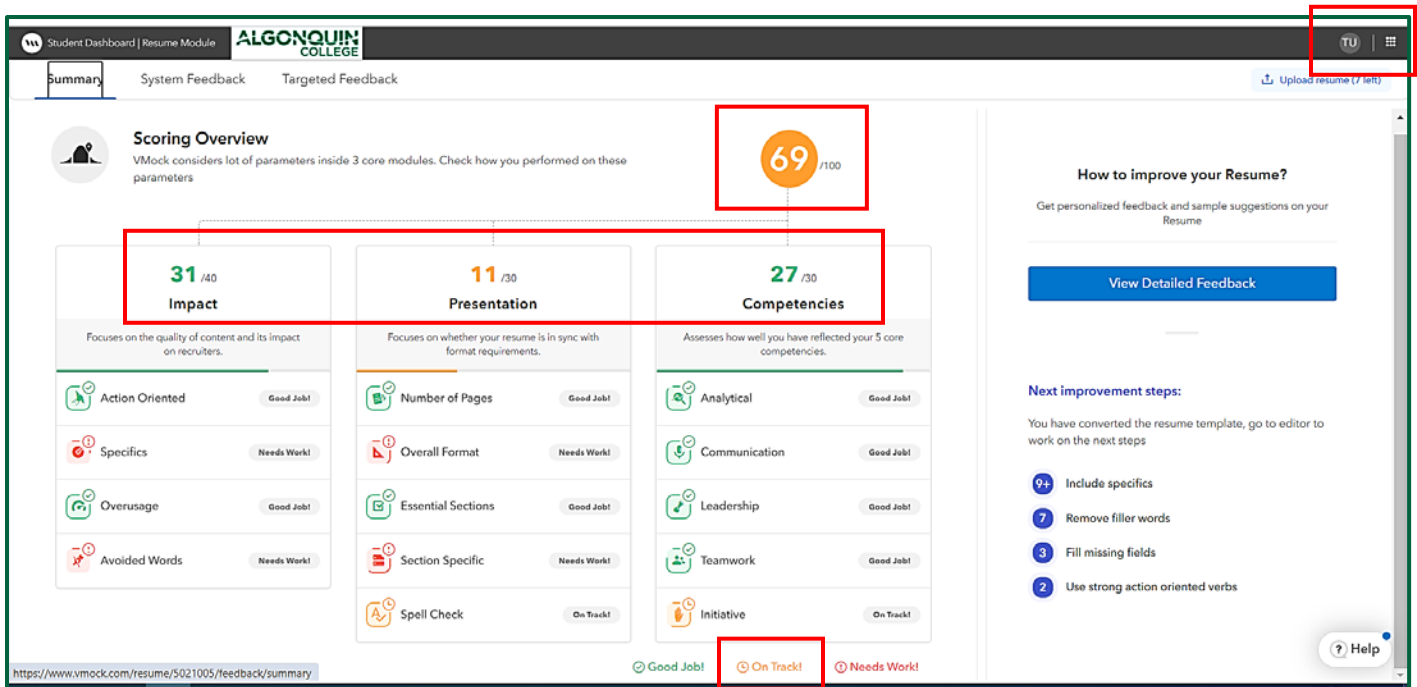 Student Dashboard | Resume Module
ALGONQUIN
COLLEGE
TU
Summary
System Feedback
Targeted Feedback
Upload resume (7 left)
Scoring Overview
VMock considers lot of parameters inside 3 core modules. Check how you performed on these
parameters
69 /100
31 /40
Impact
Focuses on the quality of content and its impact
on recruiters.
Action Oriented Good Job!
Specifics Needs Work!
Overusage Good Job!
Avoided Words Needs Work!
11 /30
Presentation
Focuses on whether your resume is in sync with
format requirements.
Number of Pages Good Job!
Overall Format Needs Work!
Essential Sections Good Job!
Section Specific Needs Work!
Spell Check On Track!
27 /30
Competencies
Assesses how well you have reflected your 5 core
competencies.
Analytical Good Job!
Communication Good Job!
Leadership Good Job!
Teamwork Good Job!
Initiative On Track!
Good Job! On Track! Needs Work!
How to improve your Resume?
Get personalized feedback and sample suggestions on your
Resume
View Detailed Feedback
Next improvement steps:
You have converted the resume template, go to editor to
work on the next steps
9+ Include specifics
7 Remove filler words
3 Fill missing fields
2 Use strong action oriented verbs
? Help
https://www.vmock.com/resume/5021005/feedback/summary